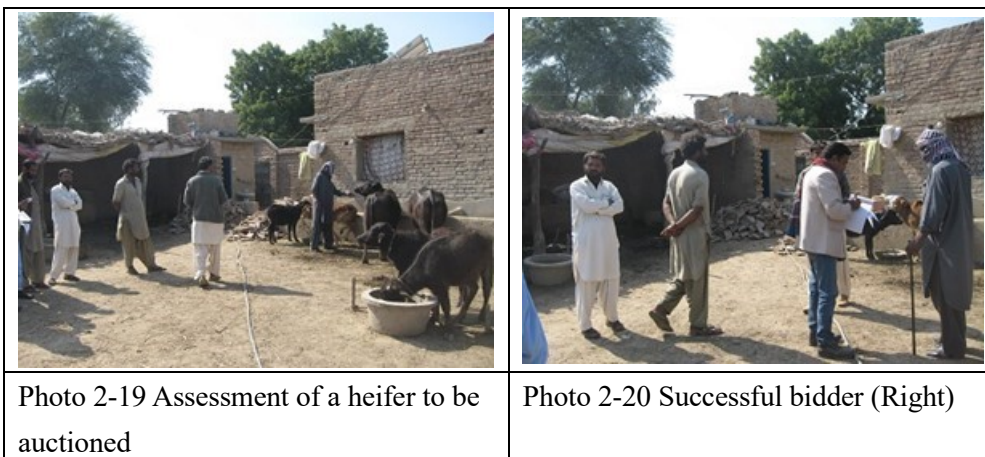 Photo 2-19 Assessment of a heifer to be
auctioned
Photo 2-20 Successful bidder (Right)